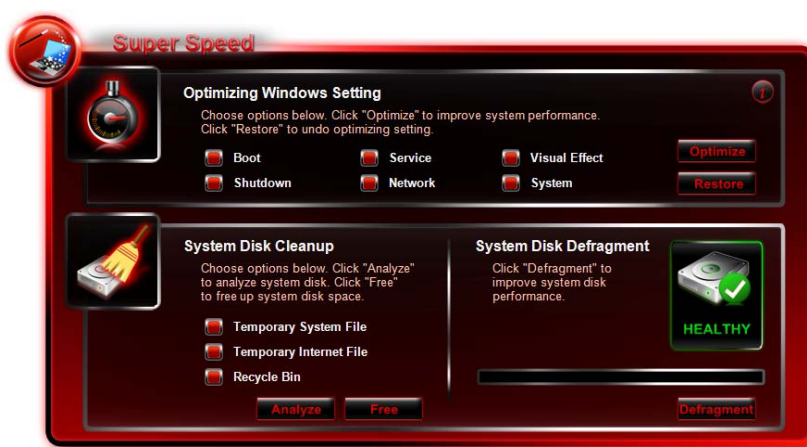 Super Speed
Optimizing Windows Setting
Choose options below. Click "Optimize" to improve system performance.
Click "Restore" to undo optimizing setting.
Boot
Service
Visual Effect
Optimize
Shutdown
Network
System
Restore
System Disk Cleanup
Choose options below. Click "Analyze"
to analyze system disk. Click "Free"
to free up system disk space.
Temporary System File
Temporary Internet File
Recycle Bin
Analyze
Free
System Disk Defragment
Click "Defragment" to
improve system disk
performance.
HEALTHY
Defragment